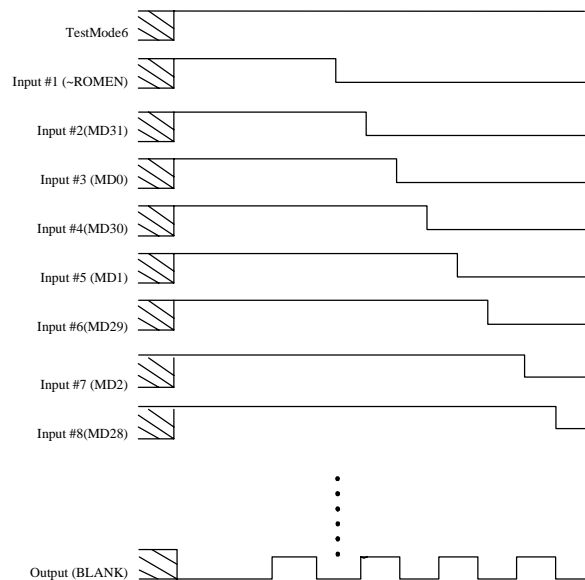 TestMode6
Input #1 (~ROMEN)
Input #2(MD31)
Input #3 (MD0)
Input #4(MD30)
Input #5 (MD1)
Input #6(MD29)
Input #7 (MD2)
Input #8(MD28)
Output (BLANK)